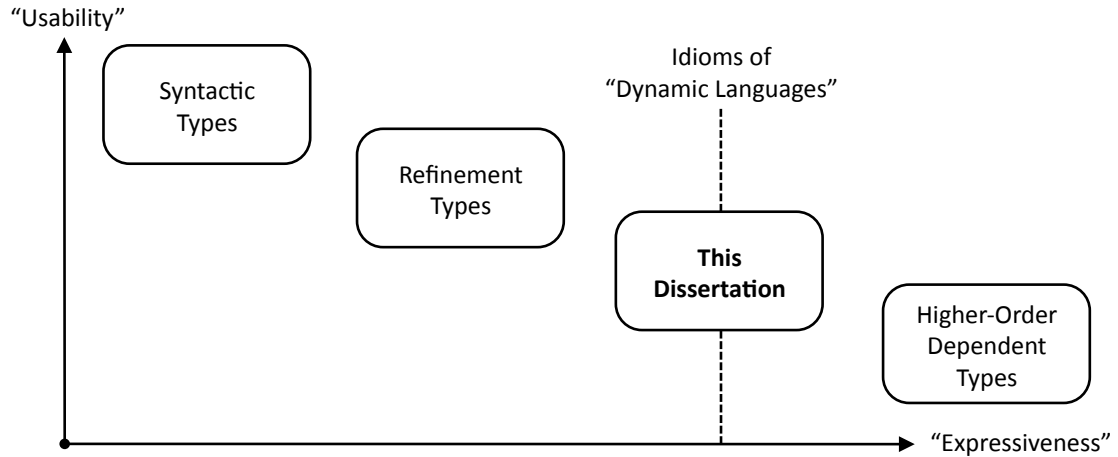 “Usability”
Syntactic
Types
Idioms of
“Dynamic Languages”
Refinement
Types
This
Dissertation
Higher-Order
Dependent
Types
“Expressiveness”